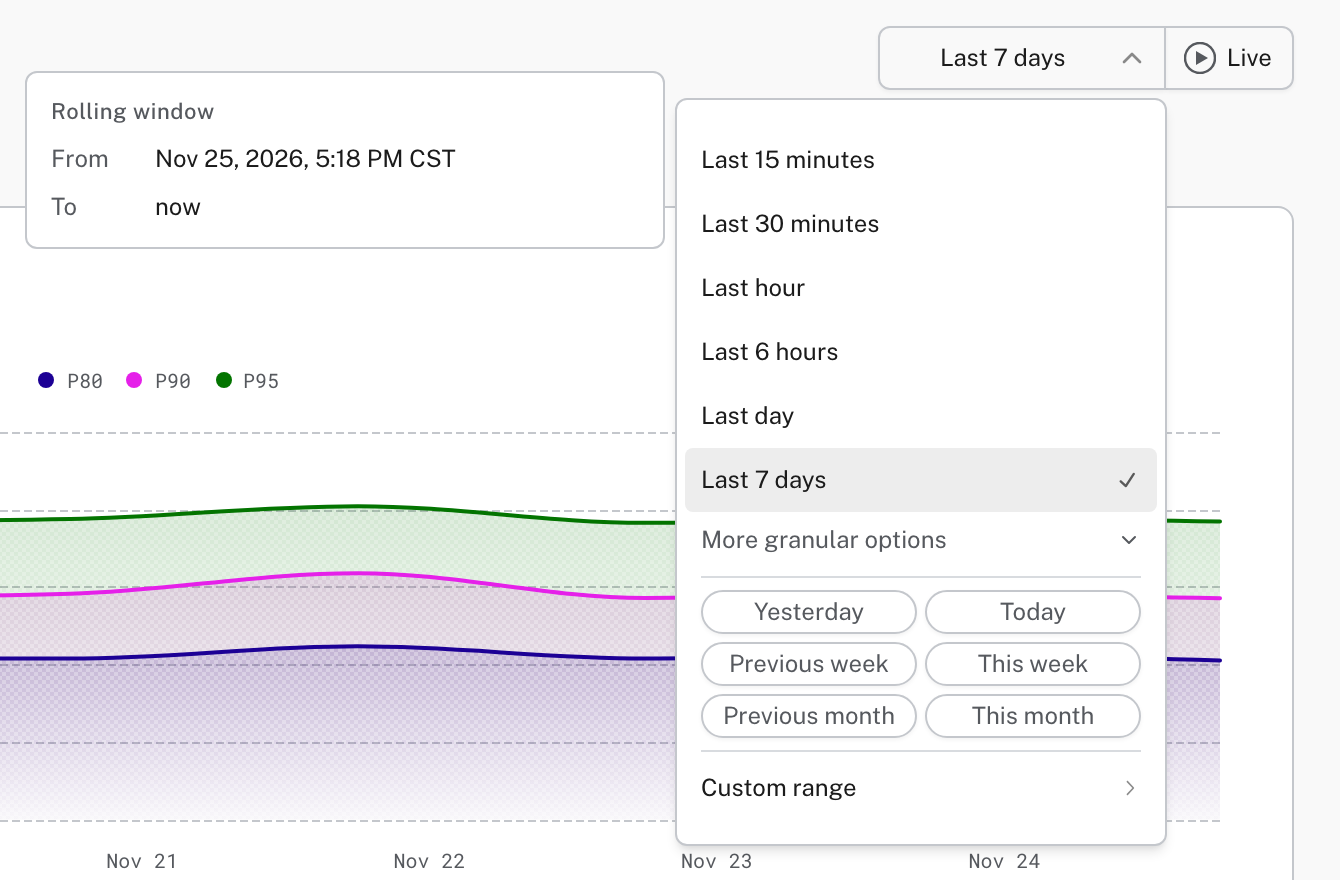 Last 7 days
Live
Rolling window
From Nov 25, 2026, 5:18 PM CST
To now
Last 15 minutes
Last 30 minutes
Last hour
Last 6 hours
Last day
Last 7 days
More granular options
Yesterday
Today
Previous week
This week
Previous month
This month
Custom range
P80 P90 P95
Nov 21 Nov 22 Nov 23 Nov 24